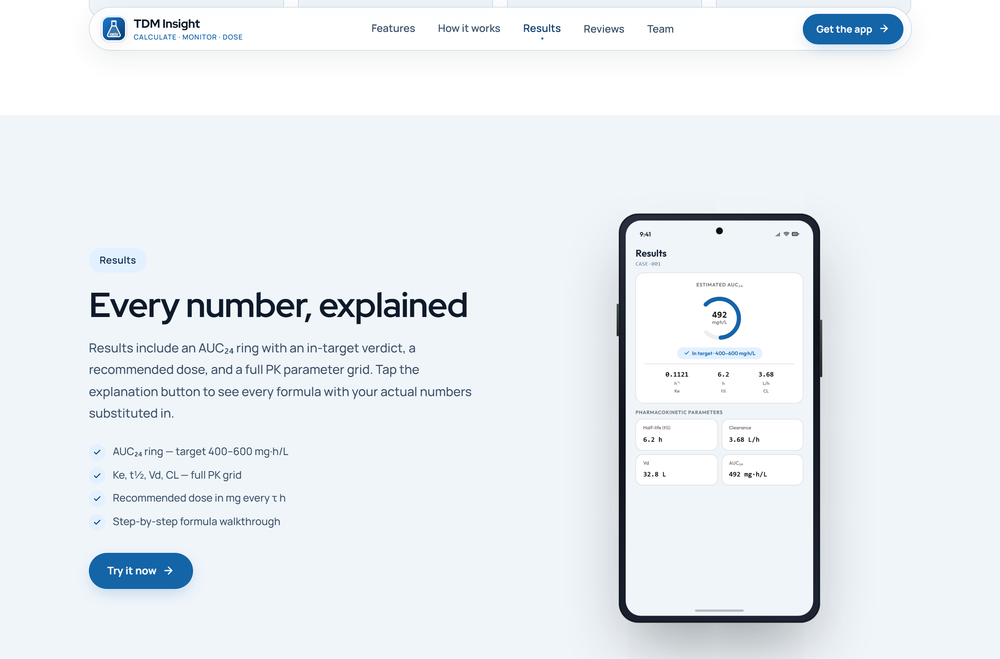 TDM Insight
CALCULATE · MONITOR · DOSE
Features
How it works
Results
Reviews
Team
Get the app
Results
Every number, explained
Results include an AUC₂₄ ring with an in-target verdict, a
recommended dose, and a full PK parameter grid. Tap the
explanation button to see every formula with your actual numbers
substituted in.
AUC₂₄ ring — target 400–600 mg·h/L
Ke, t½, Vd, CL — full PK grid
Recommended dose in mg every τ h
Step-by-step formula walkthrough
Try it now
9:41
Results
CASE-001
ESTIMATED AUC₂₄
492
mg·h/L
In target · 400–600 mg·h/L
0.1121 6.2 3.68
h⁻¹ h L/h
Ke t½ CL
PHARMACOKINETIC PARAMETERS
Half-life (t½)
6.2 h
Clearance
3.68 L/h
Vd
32.8 L
AUC₂₄
492 mg·h/L